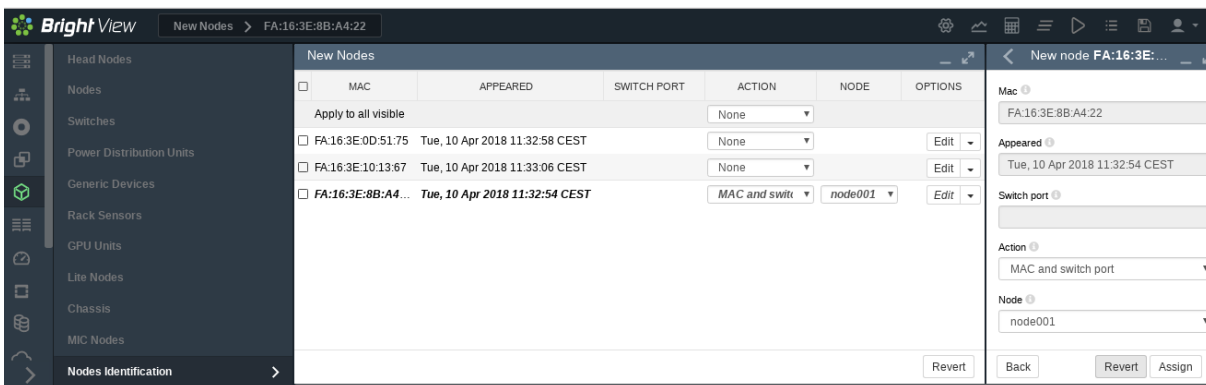 Bright View New Nodes > FA:16:3E:8B:A4:22
Head Nodes
Nodes
Switches
Power Distribution Units
Generic Devices
Rack Sensors
GPU Units
Lite Nodes
Chassis
MIC Nodes
Nodes Identification
New Nodes
MAC APPEARED SWITCH PORT ACTION NODE OPTIONS
Apply to all visible None
FA:16:3E:0D:51:75 Tue, 10 Apr 2018 11:32:58 CEST None Edit
FA:16:3E:10:13:67 Tue, 10 Apr 2018 11:33:06 CEST None Edit
FA:16:3E:8B:A4... Tue, 10 Apr 2018 11:32:54 CEST MAC and switc node001 Edit
Revert
New node FA:16:3E:...
Mac
FA:16:3E:8B:A4:22
Appeared
Tue, 10 Apr 2018 11:32:54 CEST
Switch port
Action
MAC and switch port
Node
node001
Back Revert Assign